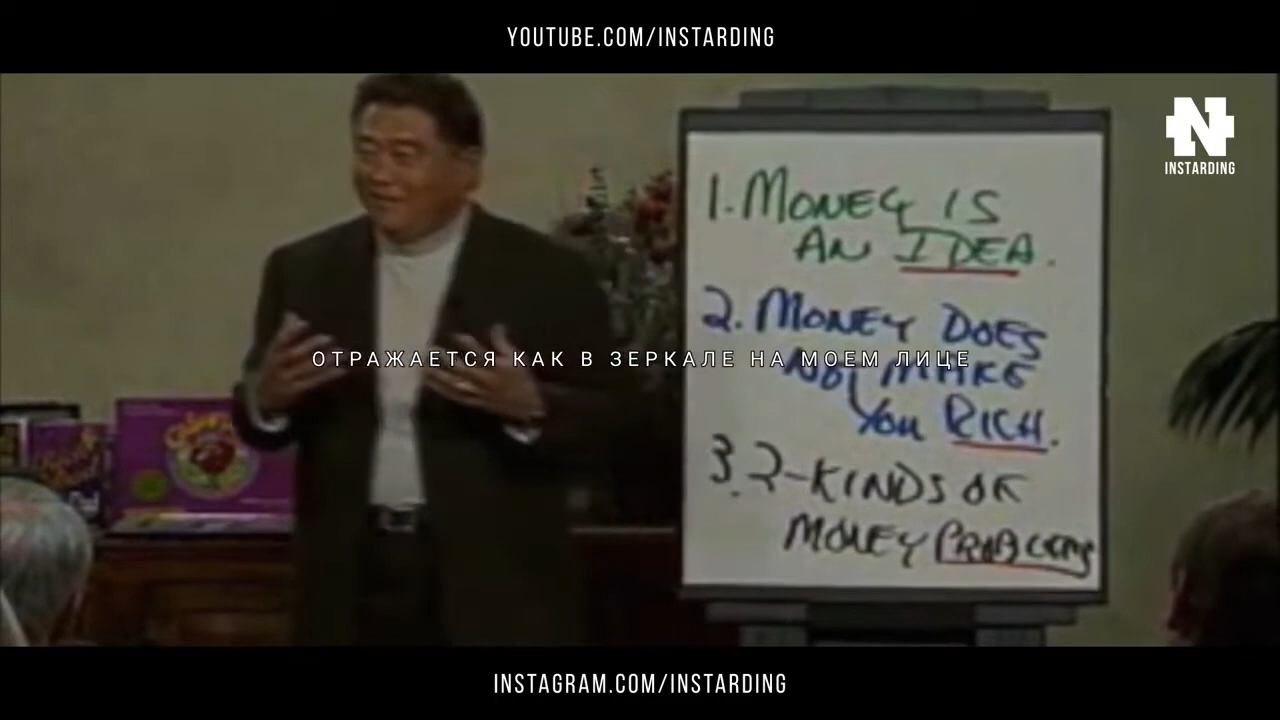 YOUTUBE.COM/INSTARDING
N
INSTARDING
1. MONEY IS
AN IDEA.
2. MONEY DOES
NOT MAKE
YOU RICH.
3. 2-KINDS OF
MONEY PROBLEMS
ОТРАЖАЕТСЯ КАК В ЗЕРКАЛЕ НА МОЕМ ЛИЦЕ
INSTAGRAM.COM/INSTARDING